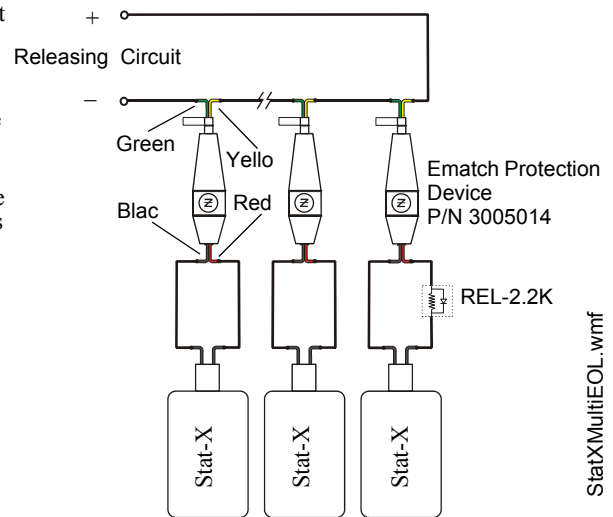 t
+
Releasing Circuit
–
e
Green
Yello
e
s
Blac
Red
Ematch Protection
Device
P/N 3005014
Z
Z
Z
REL-2.2K
Stat-X
Stat-X
Stat-X
StatXMultiEOL.wmf